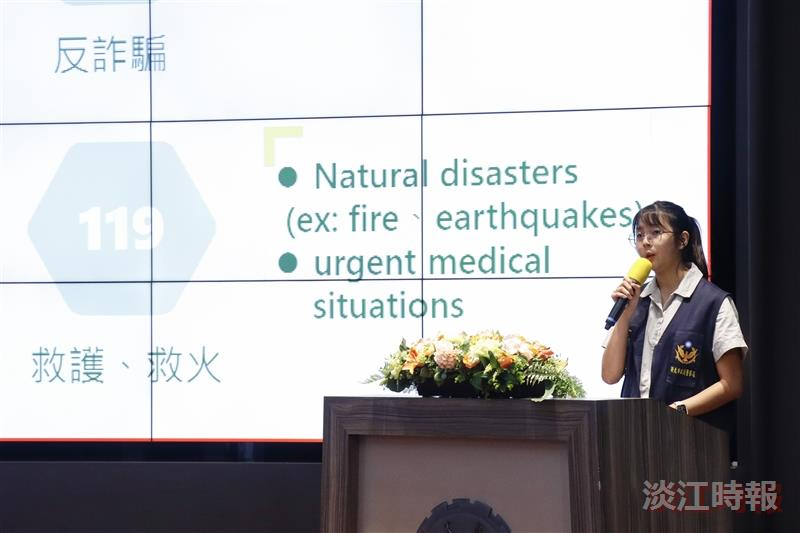 反詐騙
119
● Natural disasters
(ex: fire、earthquakes)
● urgent medical
situations
救護、救火
淡江時報